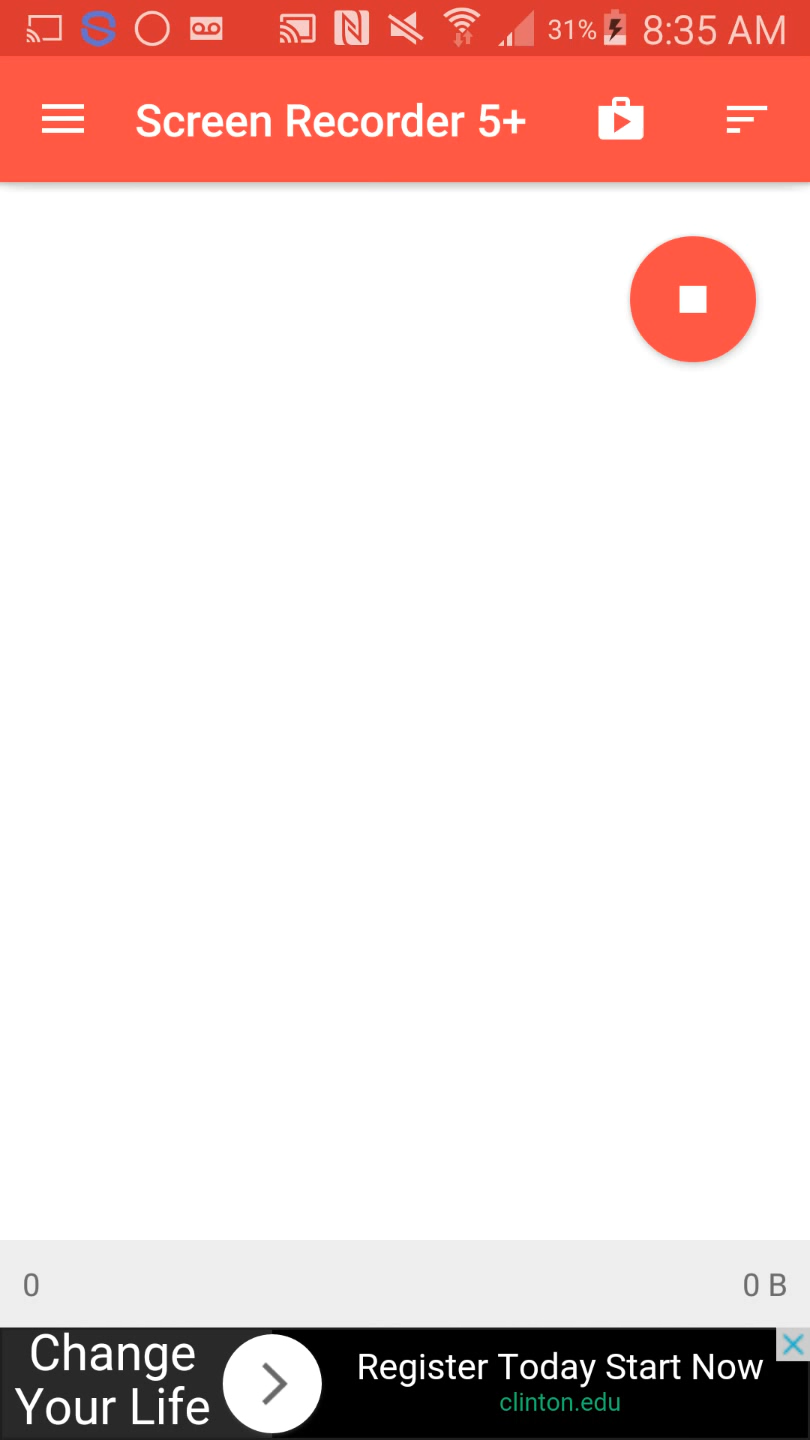 31% 8:35 AM
Screen Recorder 5+
0 0 B
Change
Your Life
Register Today Start Now
clinton.edu